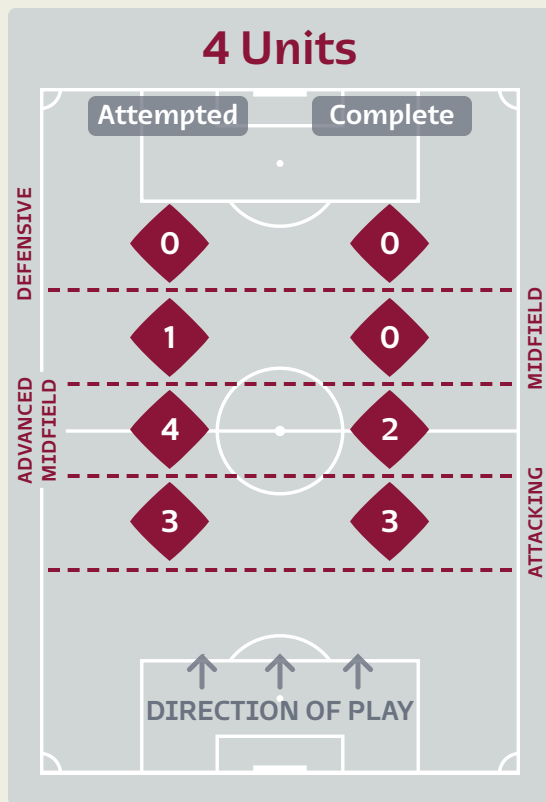 4 Units
Attempted Complete
DEFENSIVE
0 0
MIDFIELD
1 0
ADVANCED
MIDFIELD
4 2
ATTACKING
3 3
DIRECTION OF PLAY